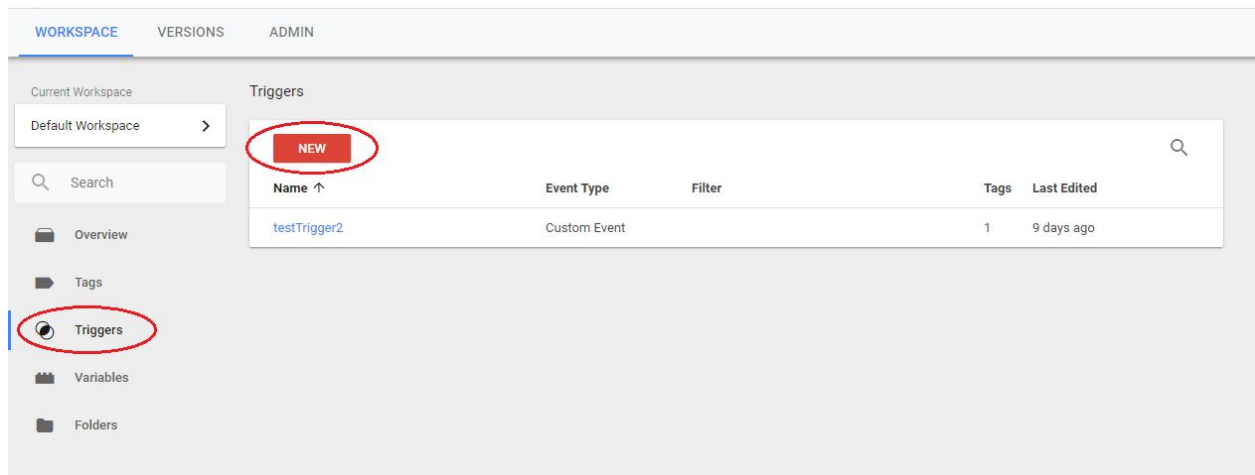 WORKSPACE VERSIONS ADMIN
Current Workspace
Default Workspace
Search
Overview
Tags
Triggers
Variables
Folders
Triggers
NEW
Name Event Type Filter Tags Last Edited
testTrigger2 Custom Event 1 9 days ago